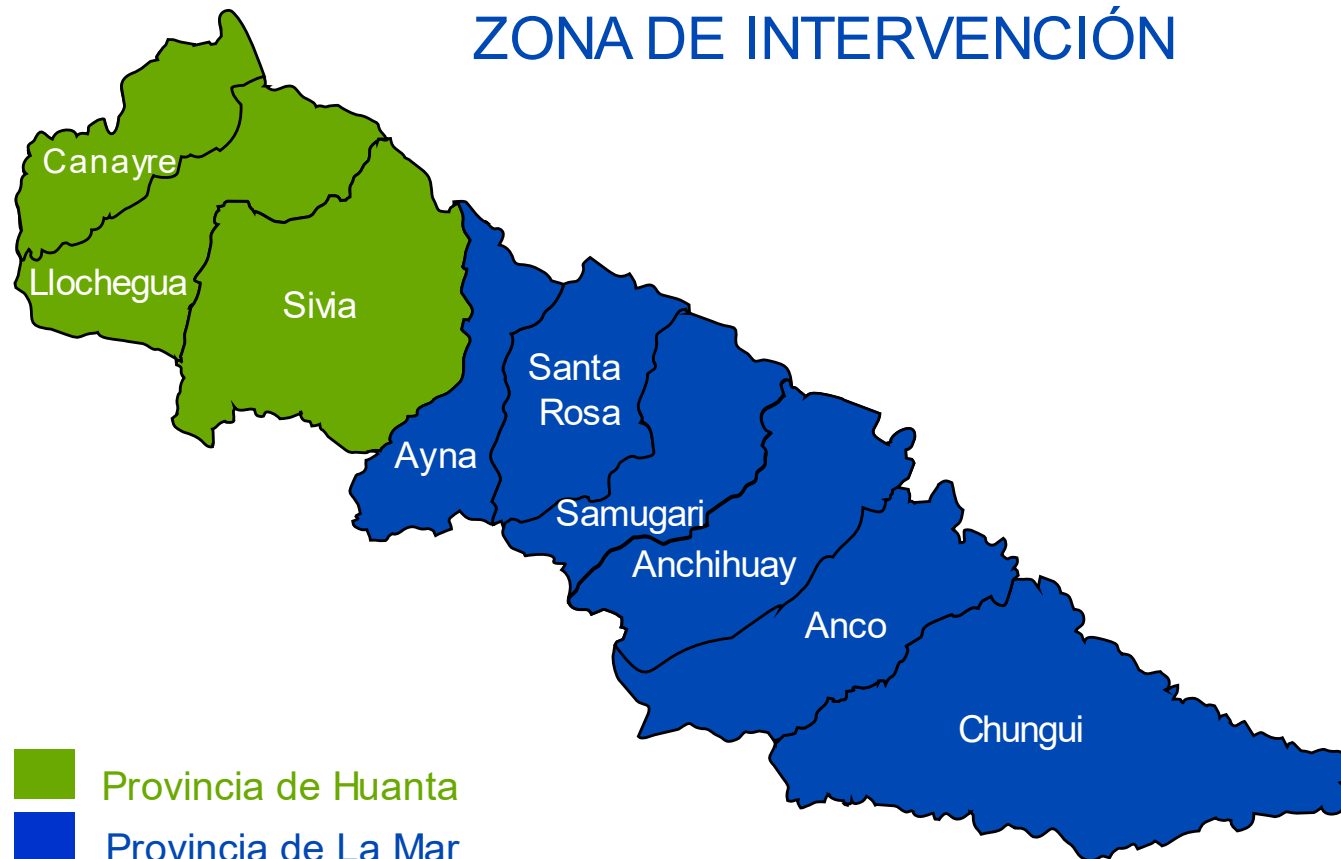 ZONA DE INTERVENCIÓN
Canayre
Llochegua
Sivia
Santa
Rosa
Ayna
Samugari
Anchihuay
Anco
Chungui
Provincia de Huanta
Provincia de La Mar